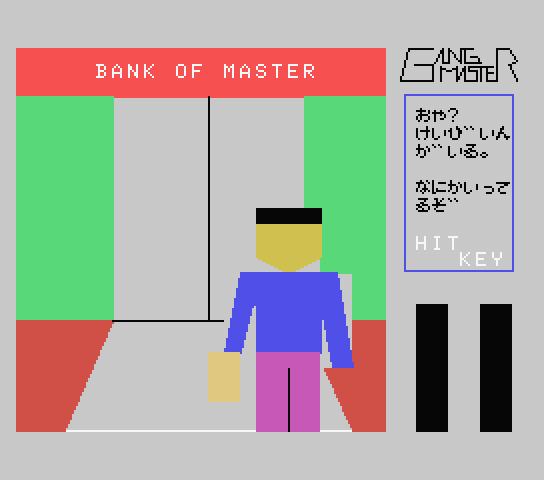 BANK OF MASTER
GANG
MASTER
おや?
けいび゛いん
か゛いる。
なにかいって
るぞ゛
HIT
KEY